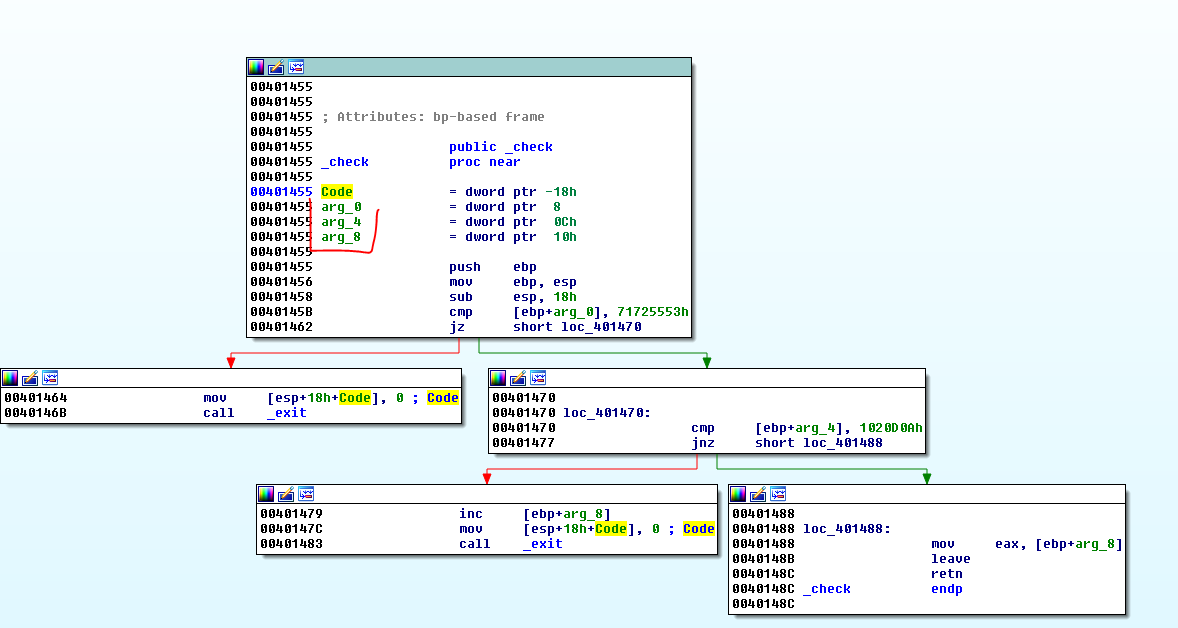 00401455
00401455
00401455 ; Attributes: bp-based frame
00401455
00401455 public _check
00401455 _check proc near
00401455
00401455 Code = dword ptr -18h
00401455 arg_0 = dword ptr 8
00401455 arg_4 = dword ptr 0Ch
00401455 arg_8 = dword ptr 10h
00401455
00401455 push ebp
00401456 mov ebp, esp
00401458 sub esp, 18h
0040145B cmp [ebp+arg_0], 71725553h
00401462 jz short loc_401470
00401464 mov [esp+18h+Code], 0 ; Code
0040146B call _exit
00401470
00401470 loc_401470:
00401470 cmp [ebp+arg_4], 1020D0Ah
00401477 jnz short loc_401488
00401479 inc [ebp+arg_8]
0040147C mov [esp+18h+Code], 0 ; Code
00401483 call _exit
00401488
00401488 loc_401488:
00401488 mov eax, [ebp+arg_8]
0040148B leave
0040148C retn
0040148C _check endp
0040148C